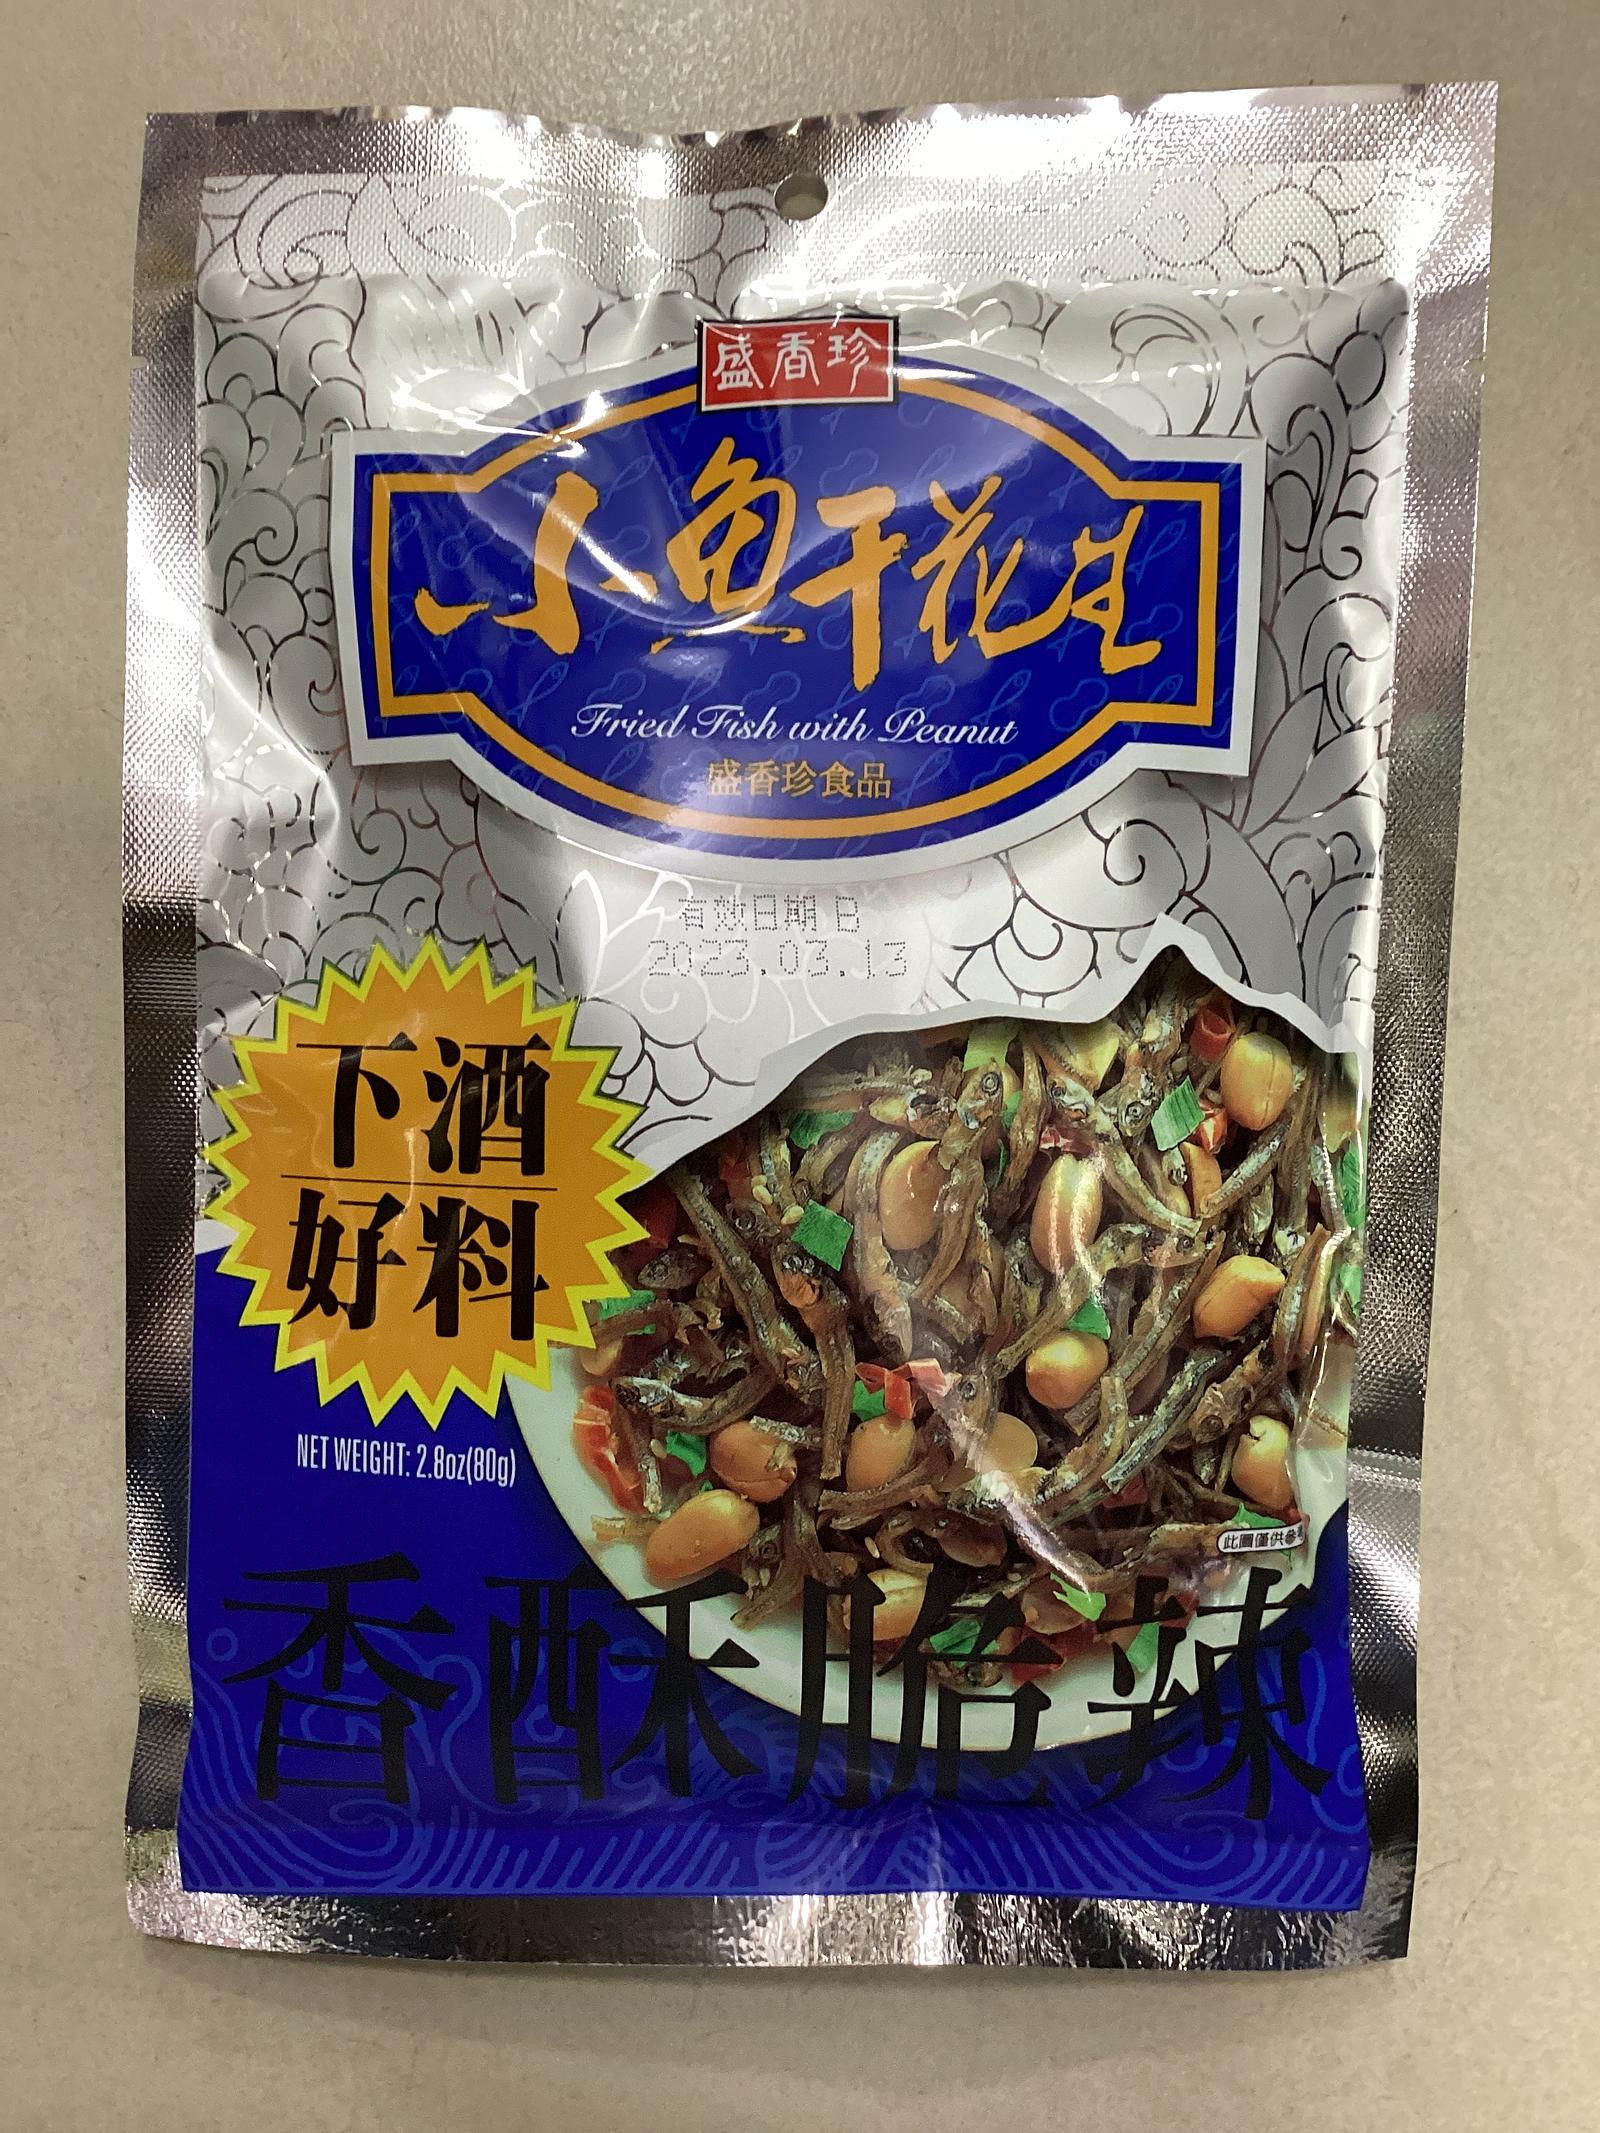 盛香珍
小魚干花生
Fried Fish with Peanut
盛香珍食品
有效日期 B
2023.03.13
下酒
好料
NET WEIGHT: 2.8oz(80g)
此圖僅供參
香酥脆辣